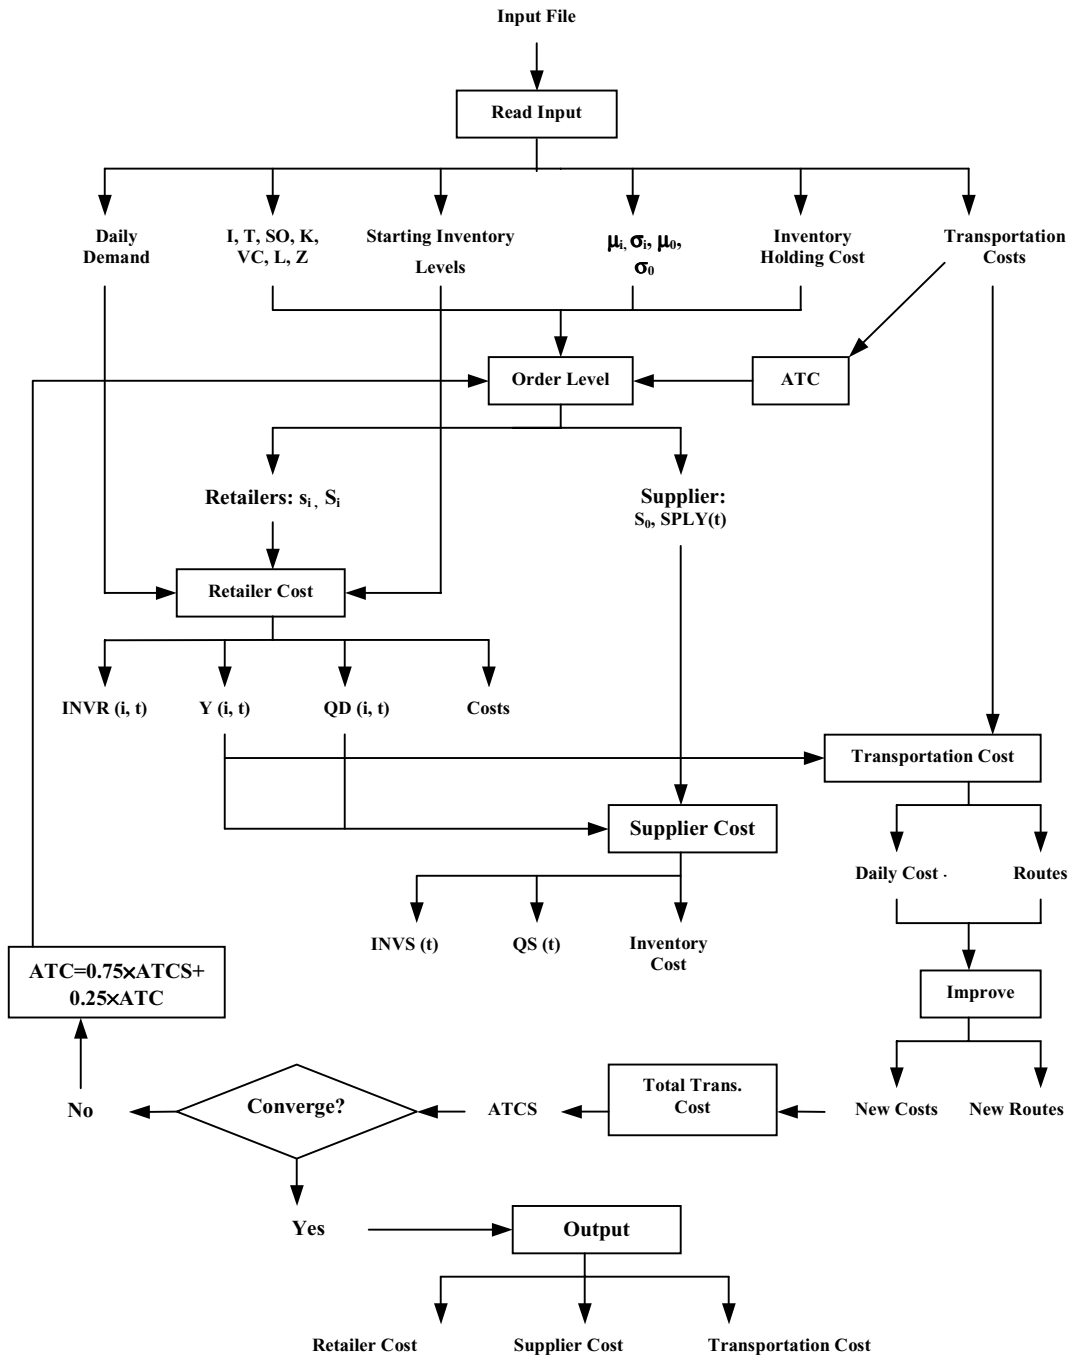 Input File
Read Input
Daily
Demand
I, T, SO, K,
VC, L, Z
Starting Inventory
Levels
μi, σi, μ0,
σ0
Inventory
Holding Cost
Transportation
Costs
Order Level
ATC
Retailers: si , Si
Supplier:
S0, SPLY(t)
Retailer Cost
INVR (i, t)
Y (i, t)
QD (i, t)
Costs
Transportation Cost
Supplier Cost
Daily Cost .
Routes
INVS (t)
QS (t)
Inventory
Cost
ATC=0.75×ATCS+
0.25×ATC
Improve
No
Converge?
ATCS
Total Trans.
Cost
New Costs
New Routes
Yes
Output
Retailer Cost
Supplier Cost
Transportation Cost